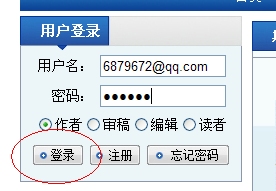 用户登录
用户名: 6879672@qq.com
密码: ●●●●●●
作者 审稿 编辑 读者
登录 注册 忘记密码